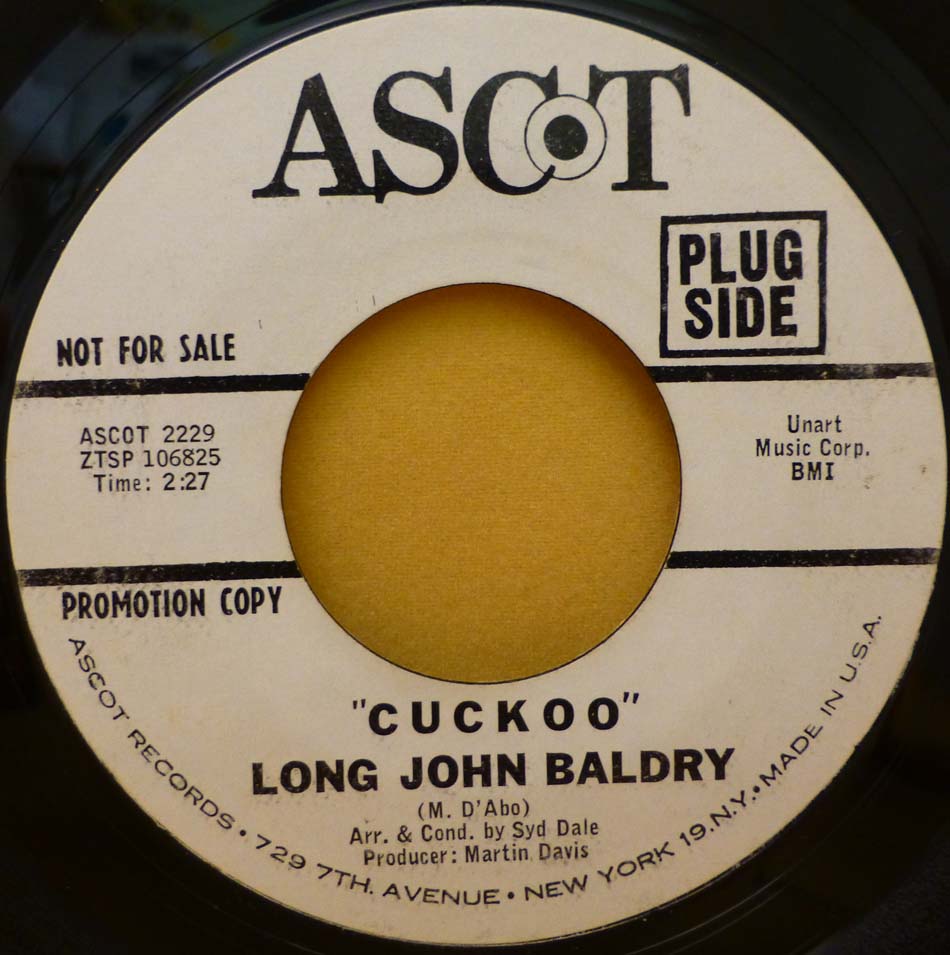 ASCOT
PLUG
SIDE
NOT FOR SALE
ASCOT 2229
ZTSP 106825
Time: 2:27
Unart
Music Corp.
BMI
PROMOTION COPY
"CUCKOO"
LONG JOHN BALDRY
(M. D'Abo)
Arr. & Cond. by Syd Dale
Producer: Martin Davis
ASCOT RECORDS • 729 7TH. AVENUE • NEW YORK 19.N.Y. • MADE IN U.S.A.